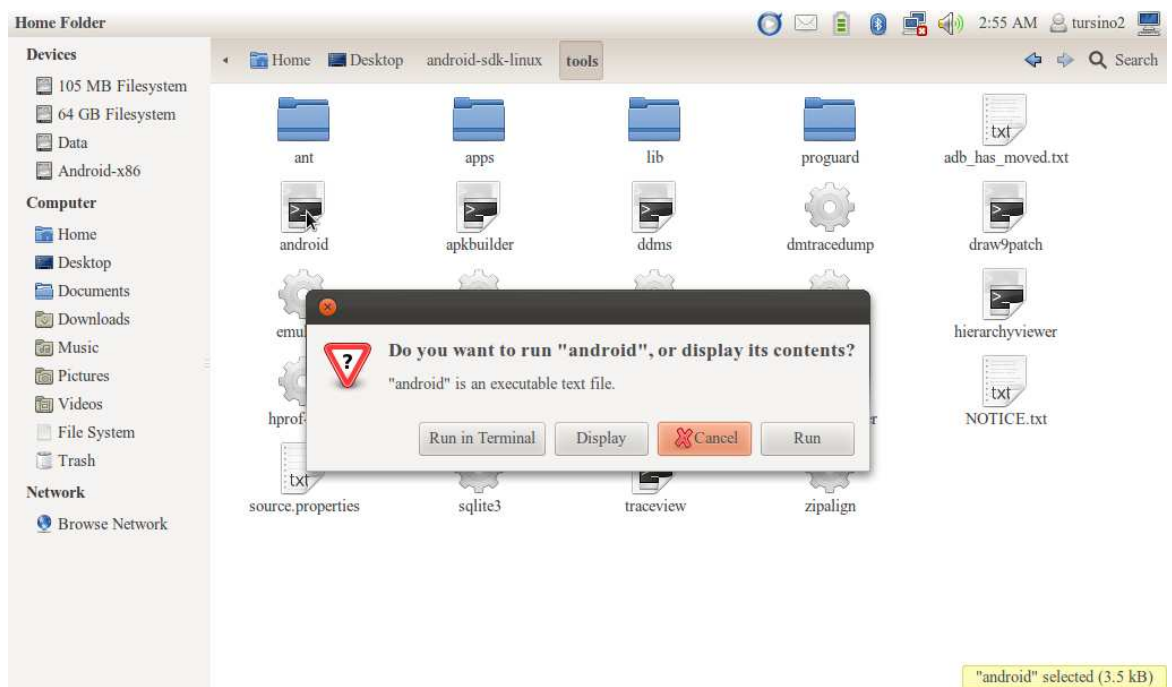 Home Folder
2:55 AM tursino2
Devices
105 MB Filesystem
64 GB Filesystem
Data
Android-x86
Computer
Home
Desktop
Documents
Downloads
Music
Pictures
Videos
File System
Trash
Network
Browse Network
Home Desktop android-sdk-linux tools Search
ant apps lib proguard txt adb_has_moved.txt
android apkbuilder ddms dmtracedump draw9patch
hierarchyviewer
txt
NOTICE.txt
Do you want to run "android", or display its contents?
"android" is an executable text file.
Run in Terminal Display Cancel Run
txt
source.properties sqlite3 traceview zipalign
"android" selected (3.5 kB)